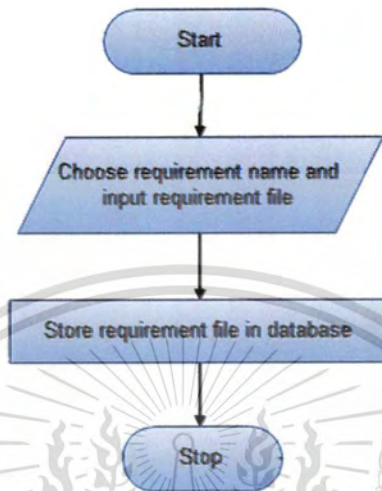 Start
Choose requirement name and
input requirement file
Store requirement file in database
Stop